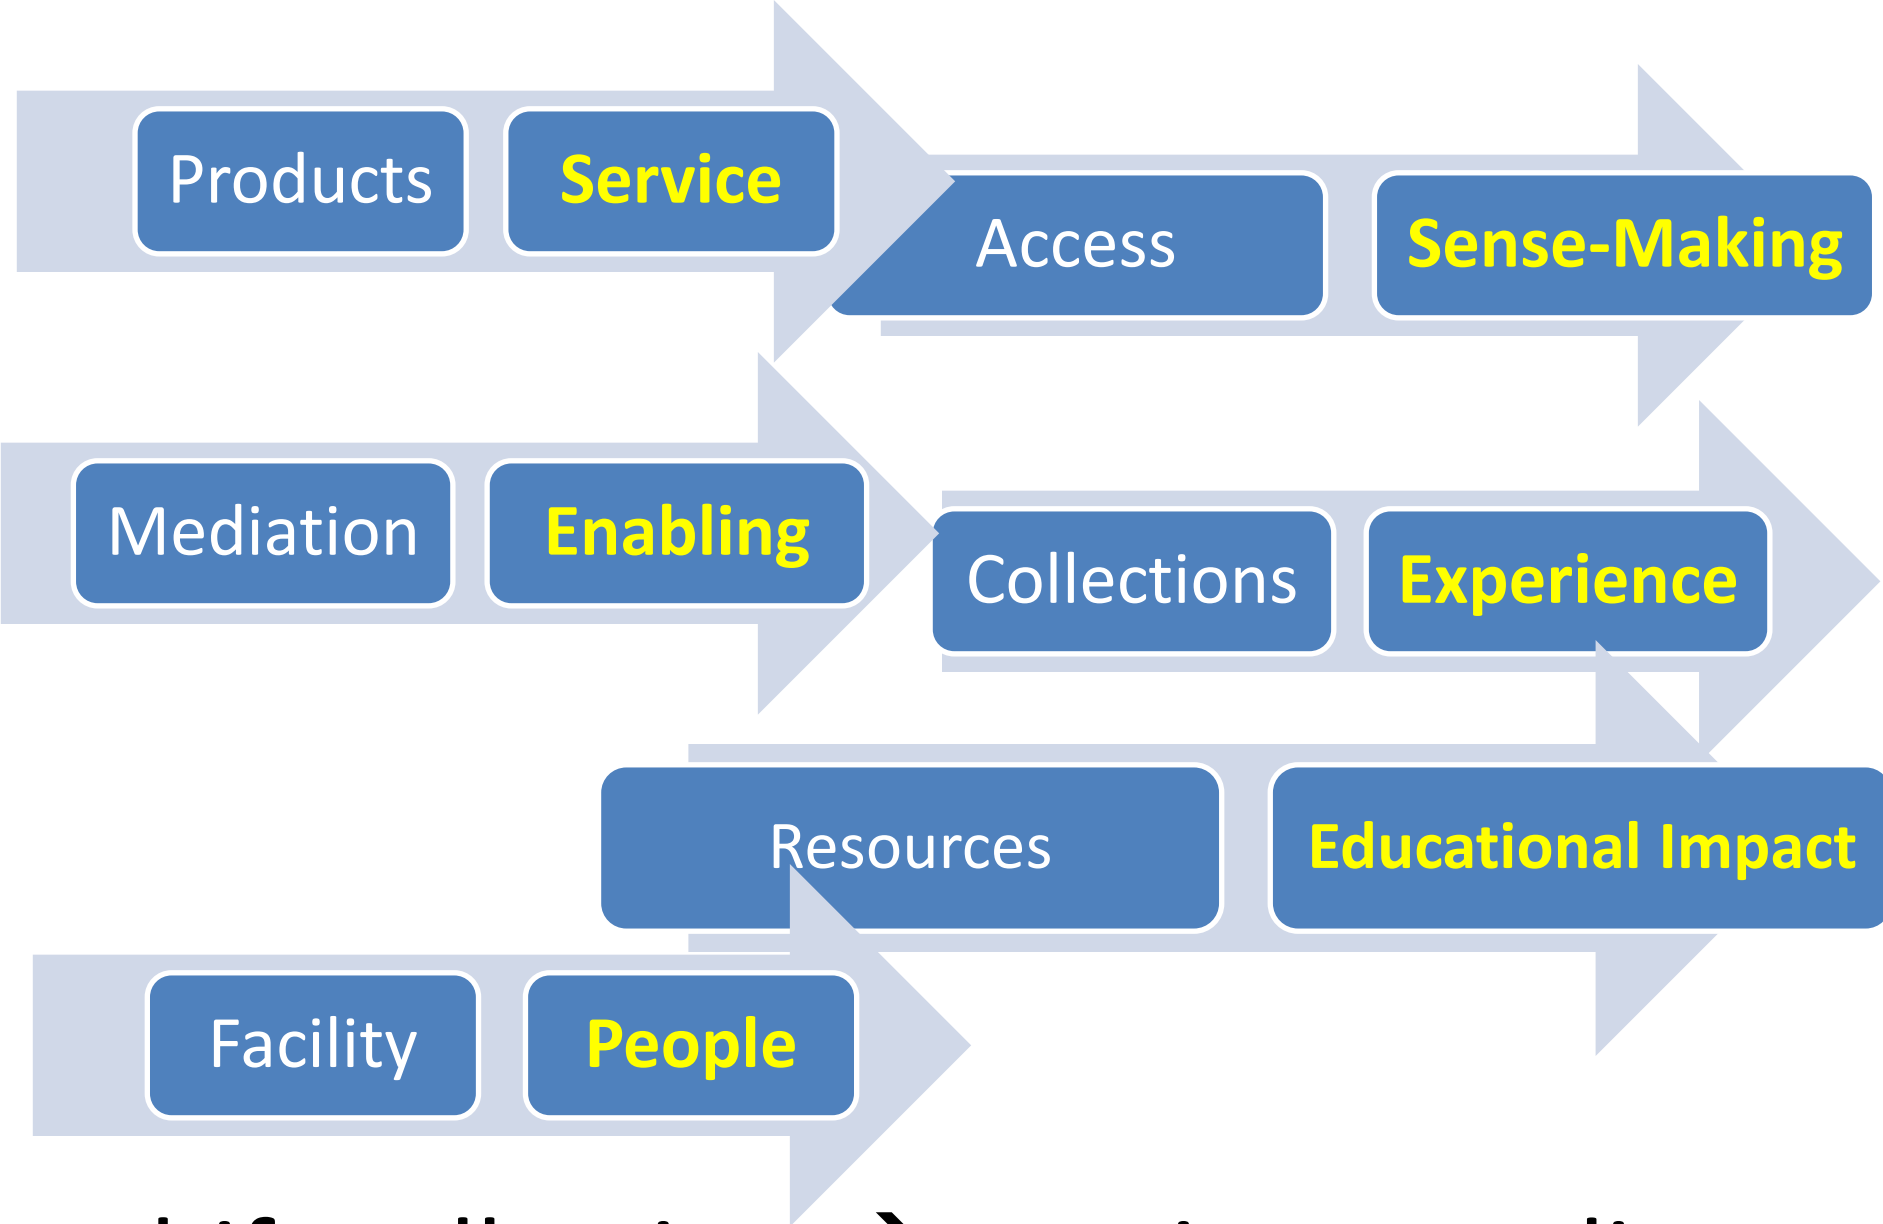 Products Service
Access Sense-Making
Mediation Enabling
Collections Experience
Resources Educational Impact
Facility People